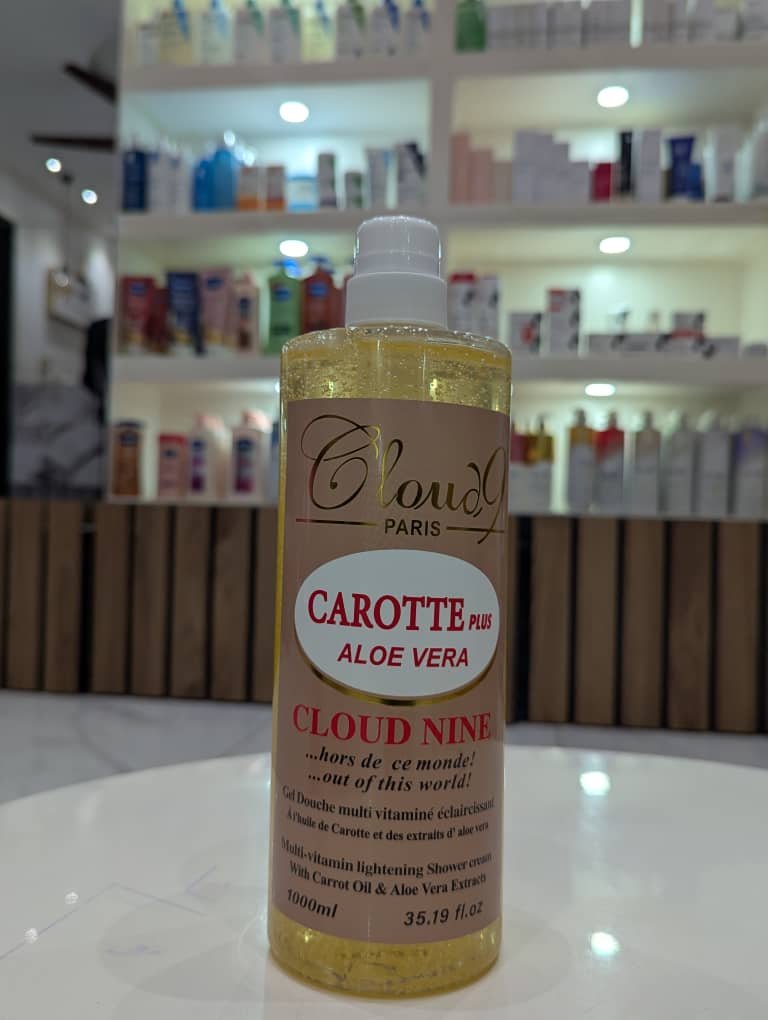 Cloud9
PARIS
CAROTTE PLUS
ALOE VERA
CLOUD NINE
...hors de ce monde!
...out of this world!
Gel Douche multi vitaminé éclaircissant
À l'huile de Carotte et des extraits d' aloe vera
Multi-vitamin lightening Shower cream
With Carrot Oil & Aloe Vera Extracts
1000ml 35.19 fl.oz